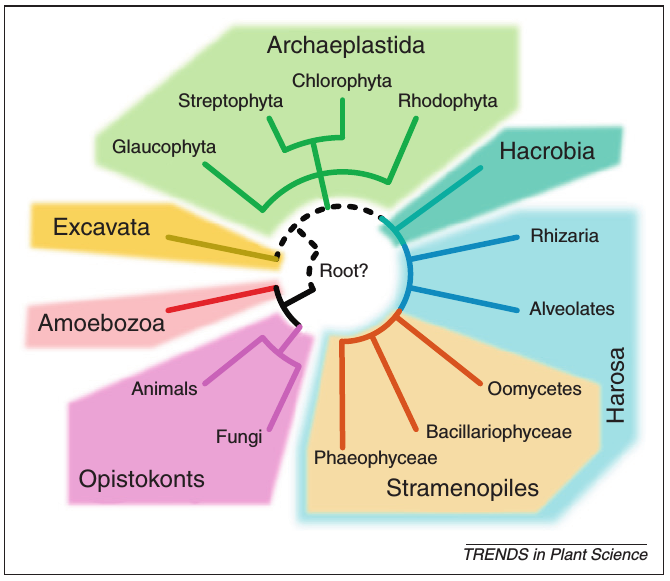 Archaeplastida
Chlorophyta
Streptophyta
Rhodophyta
Glaucophyta
Hacrobia
Excavata
Rhizaria
Root?
Alveolates
Amoebozoa
Harosa
Animals
Oomycetes
Fungi
Bacillariophyceae
Phaeophyceae
Opistokonts
Stramenopiles
TRENDS in Plant Science